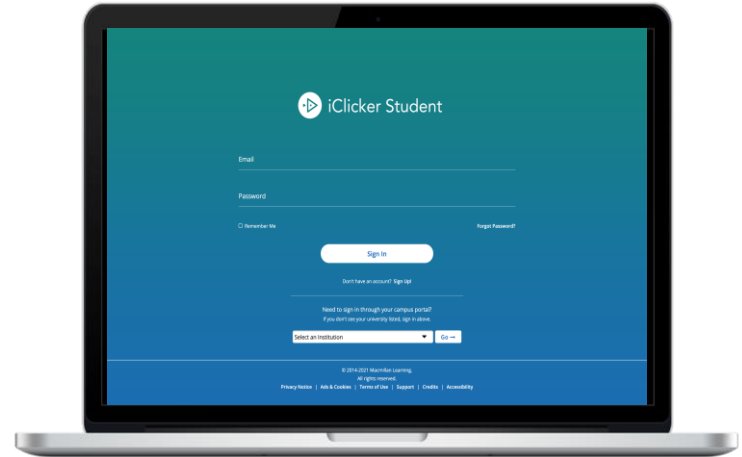 iClicker Student
Email
Password
Remember Me
Forgot Password?
Sign In
Don't have an account? Sign Up!
Need to sign in through your campus portal?
If you don't see your university listed, sign in above.
Select an Institution
Go →
© 2016-2021 Macmillan Learning.
All rights reserved.
Privacy Notice | Ads & Cookies | Terms of Use | Support | Credits | Accessibility